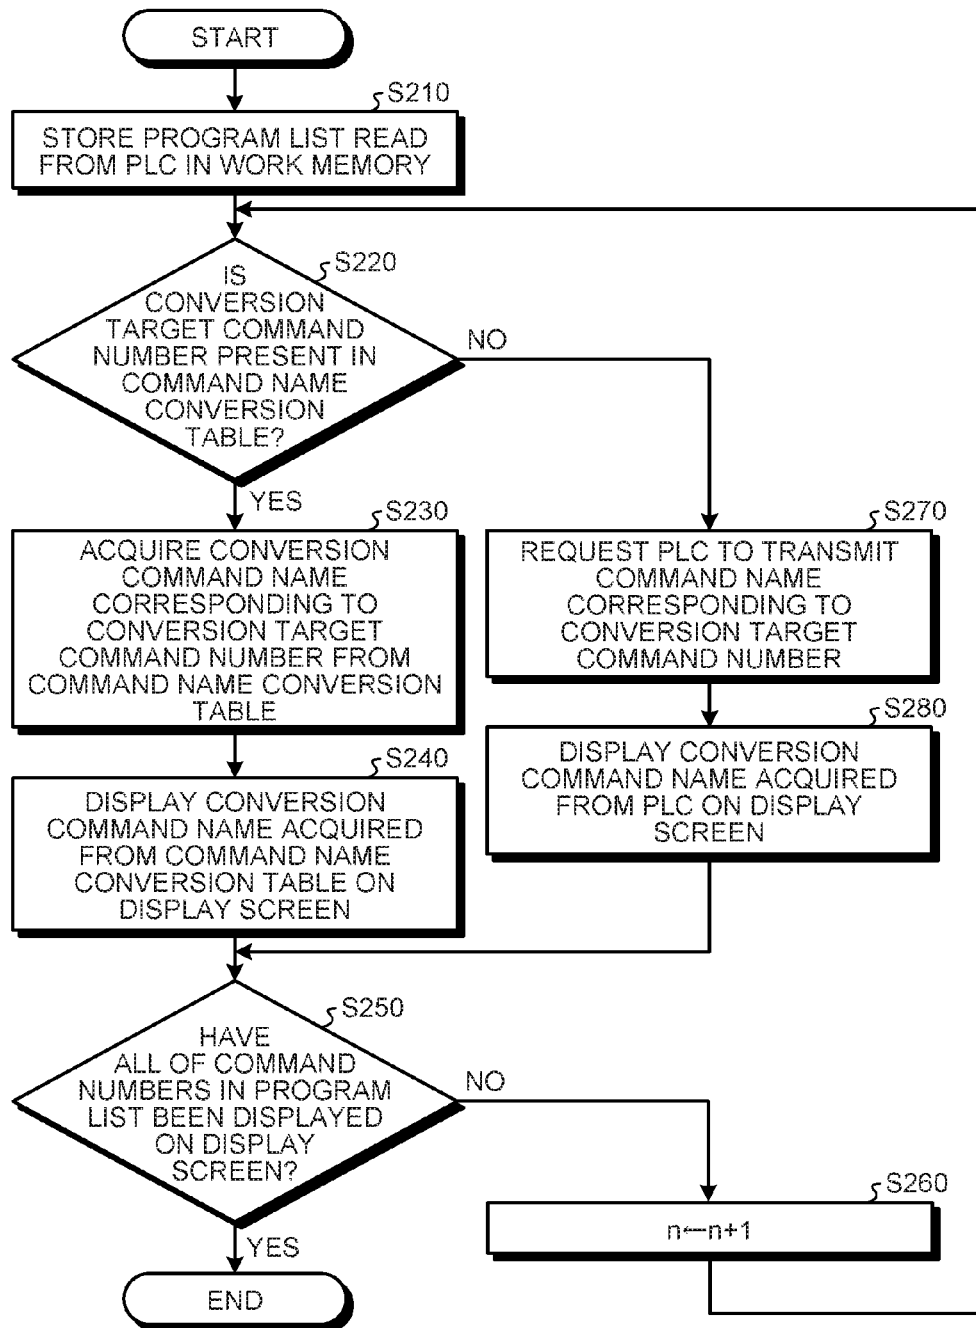 START
S210
STORE PROGRAM LIST READ
FROM PLC IN WORK MEMORY
S220
IS
CONVERSION
TARGET COMMAND
NUMBER PRESENT IN
COMMAND NAME
CONVERSION
TABLE?
NO
YES
S230
ACQUIRE CONVERSION
COMMAND NAME
CORRESPONDING TO
CONVERSION TARGET
COMMAND NUMBER FROM
COMMAND NAME CONVERSION
TABLE
S270
REQUEST PLC TO TRANSMIT
COMMAND NAME
CORRESPONDING TO
CONVERSION TARGET
COMMAND NUMBER
S240
DISPLAY CONVERSION
COMMAND NAME ACQUIRED
FROM COMMAND NAME
CONVERSION TABLE ON
DISPLAY SCREEN
S280
DISPLAY CONVERSION
COMMAND NAME ACQUIRED
FROM PLC ON DISPLAY
SCREEN
S250
HAVE
ALL OF COMMAND
NUMBERS IN PROGRAM
LIST BEEN DISPLAYED
ON DISPLAY
SCREEN?
NO
S260
n←n+1
YES
END